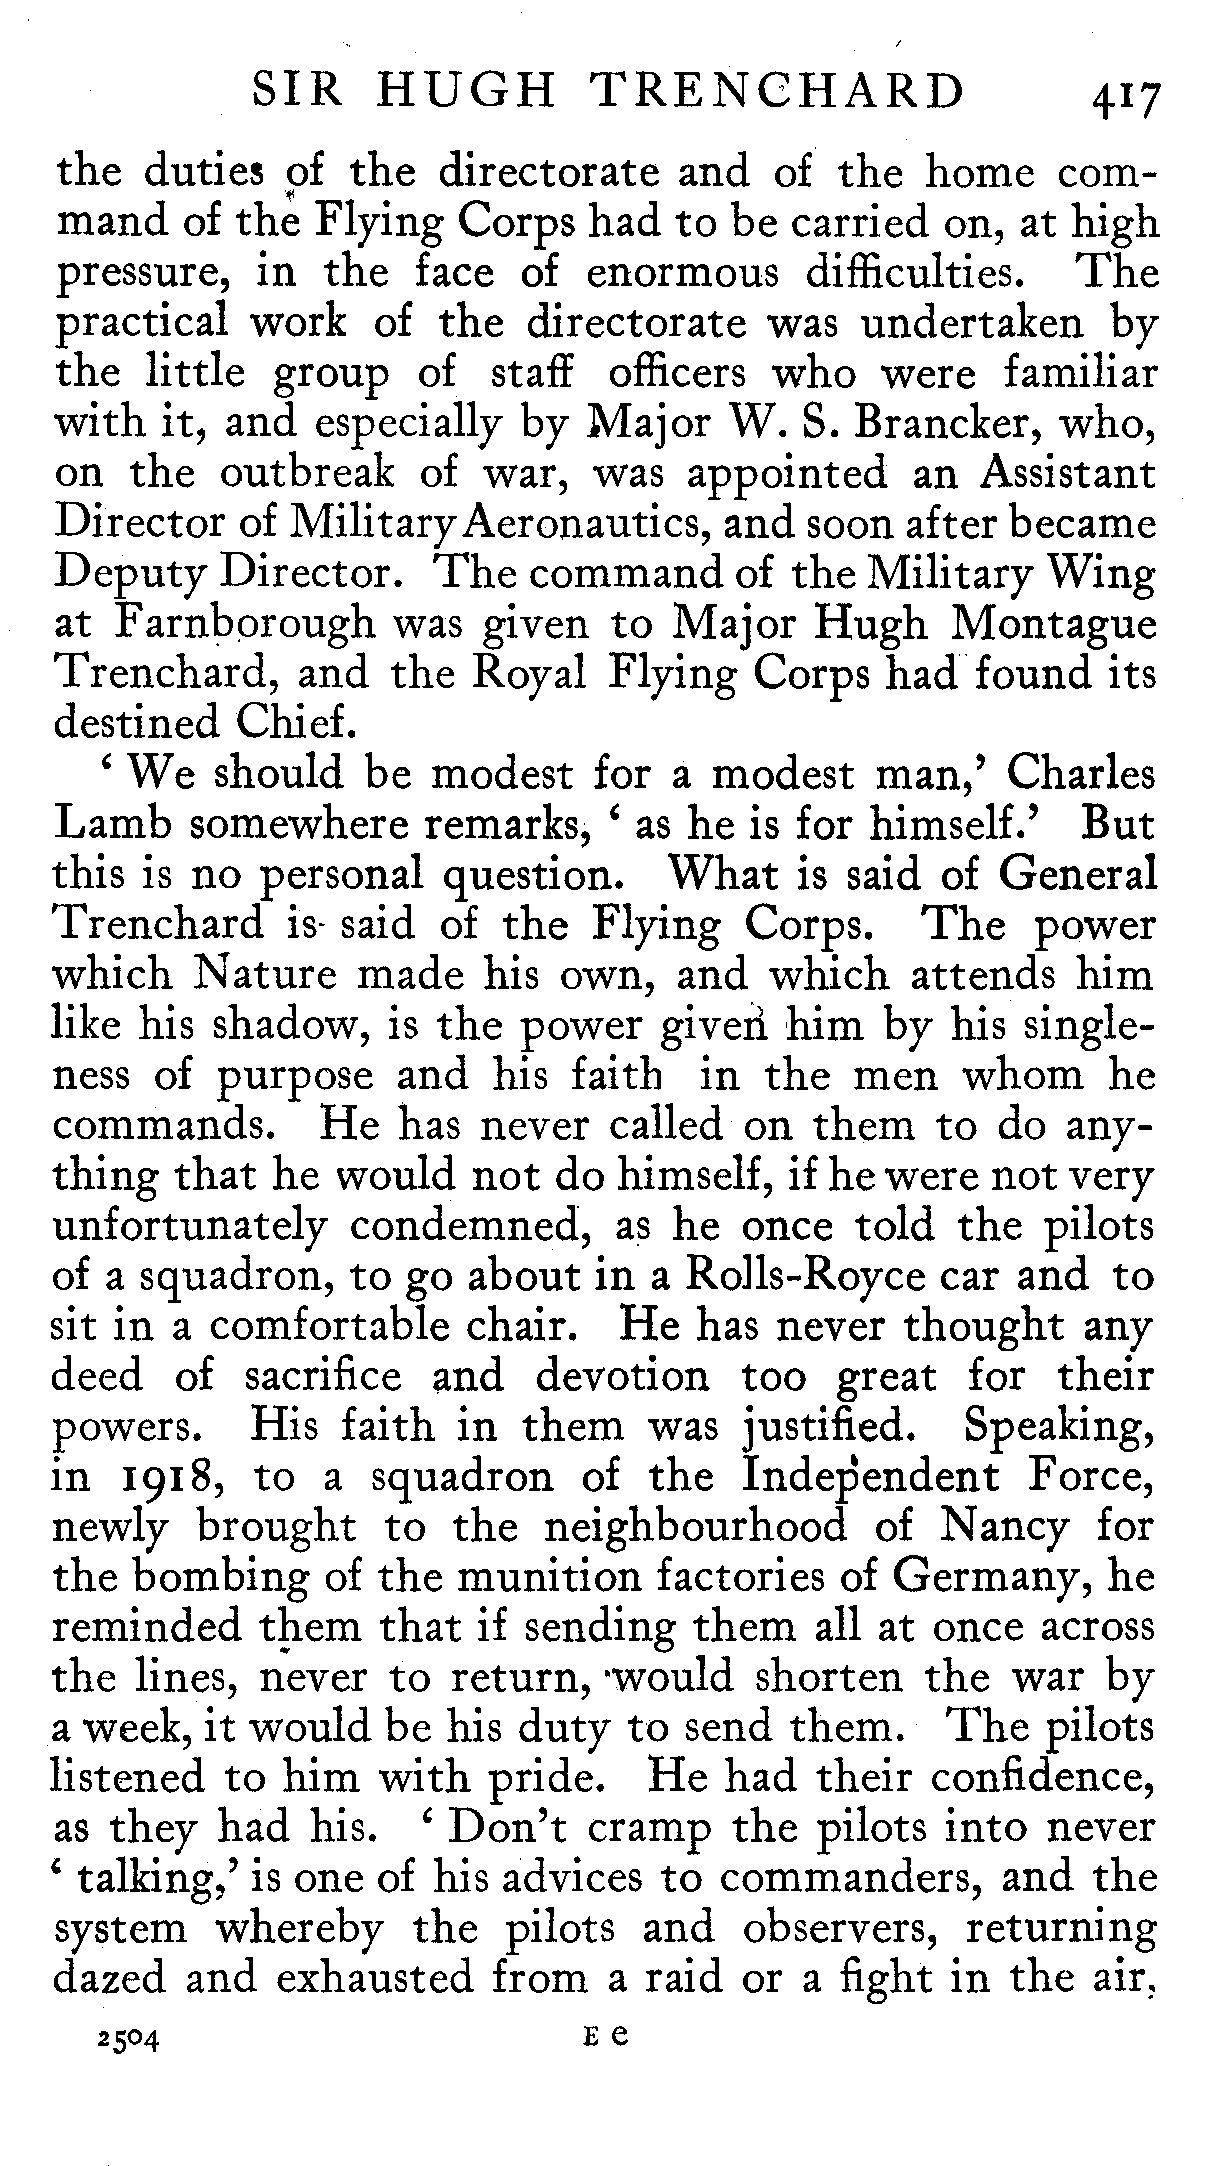 SIR HUGH TRENCHARD 417
the duties of the directorate and of the home com-
mand of the Flying Corps had to be carried on, at high
pressure, in the face of enormous difficulties. The
practical work of the directorate was undertaken by
the little group of staff officers who were familiar
with it, and especially by Major W. S. Brancker, who,
on the outbreak of war, was appointed an Assistant
Director of Military Aeronautics, and soon after became
Deputy Director. The command of the Military Wing
at Farnborough was given to Major Hugh Montague
Trenchard, and the Royal Flying Corps had found its
destined Chief.
‘ We should be modest for a modest man,’ Charles
Lamb somewhere remarks, ‘ as he is for himself.’ But
this is no personal question. What is said of General
Trenchard is said of the Flying Corps. The power
which Nature made his own, and which attends him
like his shadow, is the power given him by his single-
ness of purpose and his faith in the men whom he
commands. He has never called on them to do any-
thing that he would not do himself, if he were not very
unfortunately condemned, as he once told the pilots
of a squadron, to go about in a Rolls-Royce car and to
sit in a comfortable chair. He has never thought any
deed of sacrifice and devotion too great for their
powers. His faith in them was justified. Speaking,
in 1918, to a squadron of the Independent Force,
newly brought to the neighbourhood of Nancy for
the bombing of the munition factories of Germany, he
reminded them that if sending them all at once across
the lines, never to return, would shorten the war by
a week, it would be his duty to send them. The pilots
listened to him with pride. He had their confidence,
as they had his. ‘ Don’t cramp the pilots into never
‘ talking,’ is one of his advices to commanders, and the
system whereby the pilots and observers, returning
dazed and exhausted from a raid or a fight in the air,
2504 E e